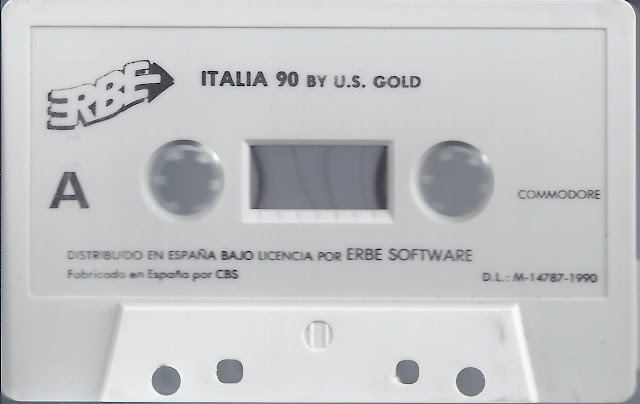 ERBE
ITALIA 90 BY U.S. GOLD
A
COMMODORE
DISTRIBUIDO EN ESPAÑA BAJO LICENCIA POR ERBE SOFTWARE
Fabricado en España por CBS
D.L.: M-14787-1990